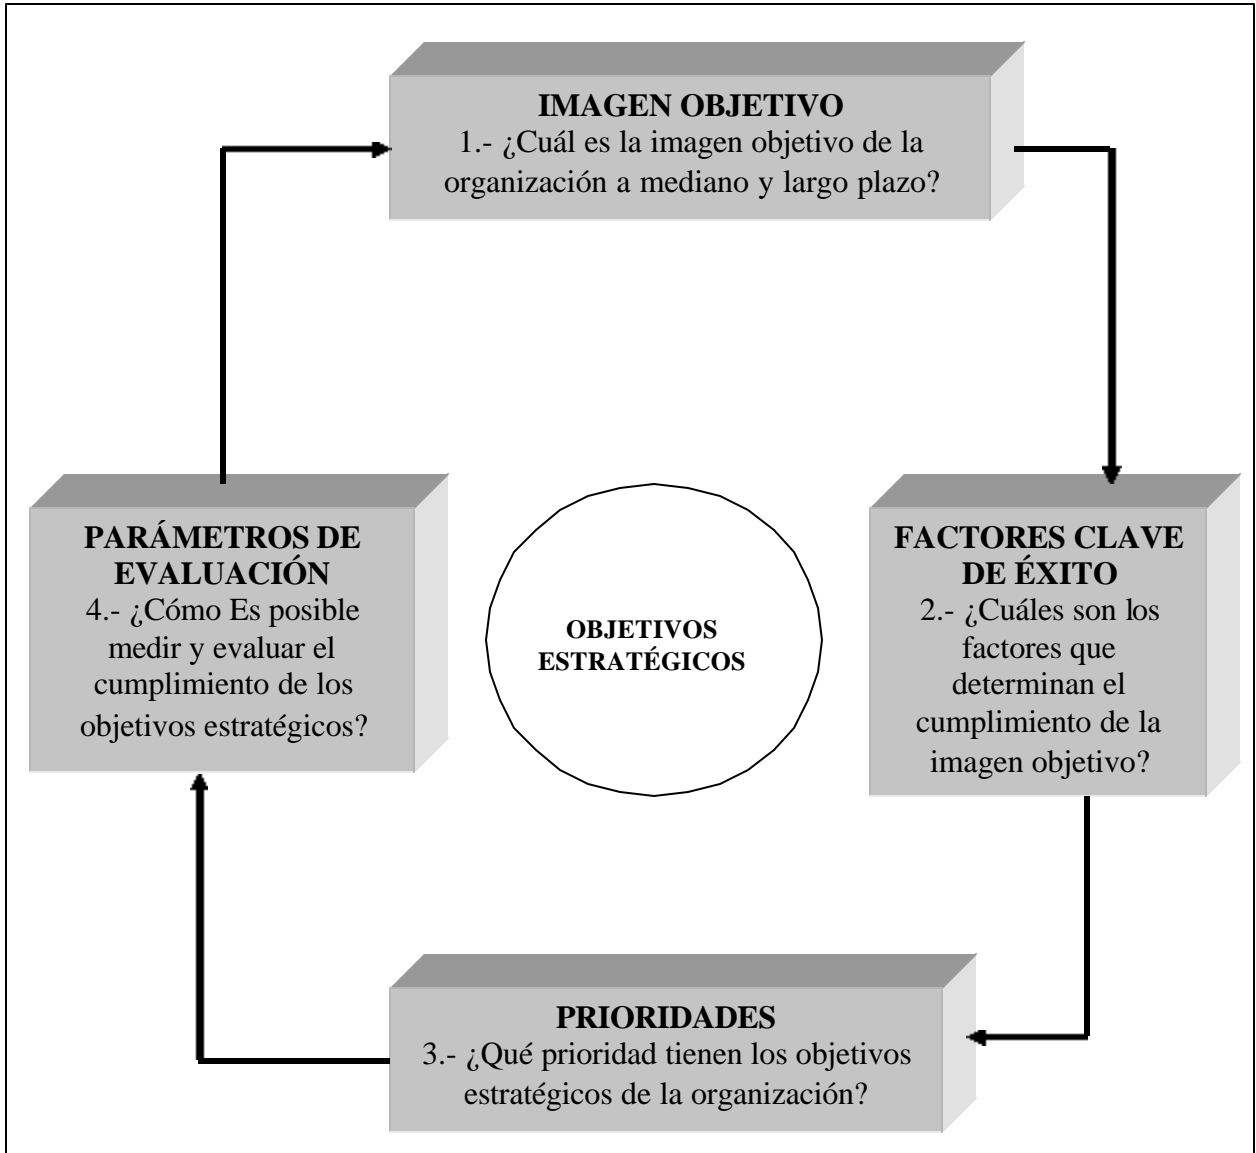 IMAGEN OBJETIVO
1.- ¿Cuál es la imagen objetivo de la
organización a mediano y largo plazo?
FACTORES CLAVE
DE ÉXITO
2.- ¿Cuáles son los
factores que
determinan el
cumplimiento de la
imagen objetivo?
PRIORIDADES
3.- ¿Qué prioridad tienen los objetivos
estratégicos de la organización?
PARÁMETROS DE
EVALUACIÓN
4.- ¿Cómo Es posible
medir y evaluar el
cumplimiento de los
objetivos estratégicos?
OBJETIVOS
ESTRATÉGICOS